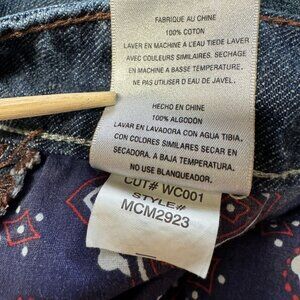 FABRIQUE AU CHINE
100% COTON
LAVER EN MACHINE A L'EAU TIEDE LAVER
AVEC COULEURS SIMILAIRES. SECHAGE
EN MACHINE A BASSE TEMPERATURE.
NE PAS UTILISER D'EAU DE JAVEL.
HECHO EN CHINE
100% ALGODÓN
LAVAR EN LAVADORA CON AGUA TIBIA.
CON COLORES SIMILARES SECAR EN
SECADORA. A BAJA TEMPERATURA.
NO USE BLANQUEADOR.
CUT# WC001
STYLE#
MCM2923